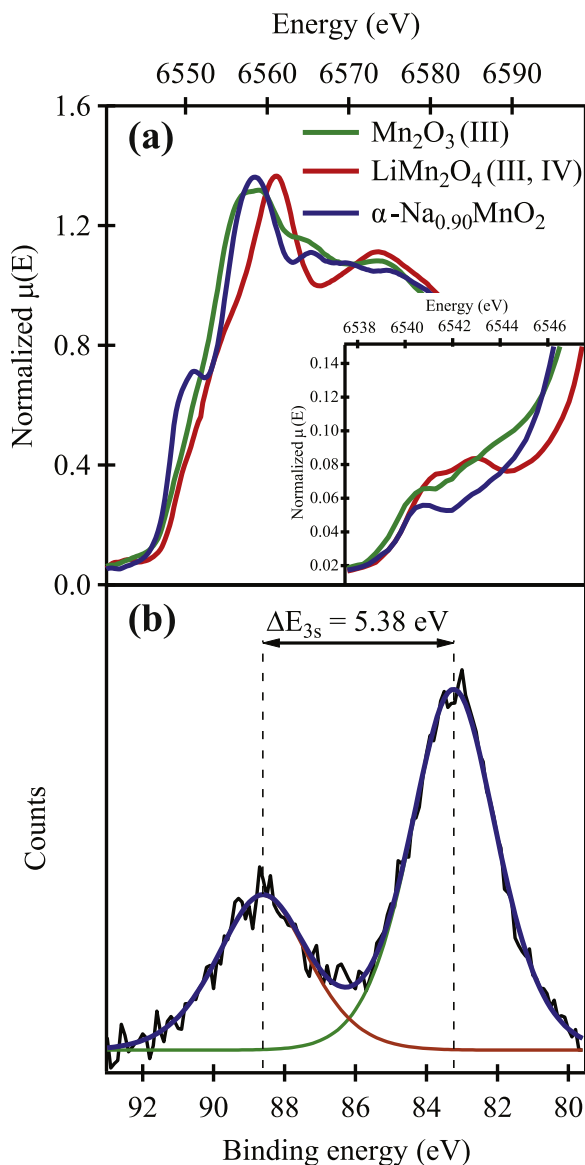 Energy (eV)
6550 6560 6570 6580 6590
1.6
(a)
Mn₂O₃ (III)
LiMn₂O₄ (III, IV)
α-Na₀.₉₀MnO₂
1.2
0.8
0.4
0.0
Normalized μ(E)
Energy (eV)
6538 6540 6542 6544 6546
0.14
0.12
0.10
0.08
0.06
0.04
0.02
Normalized μ(E)
(b)
ΔE₃ₛ = 5.38 eV
Counts
92 90 88 86 84 82 80
Binding energy (eV)